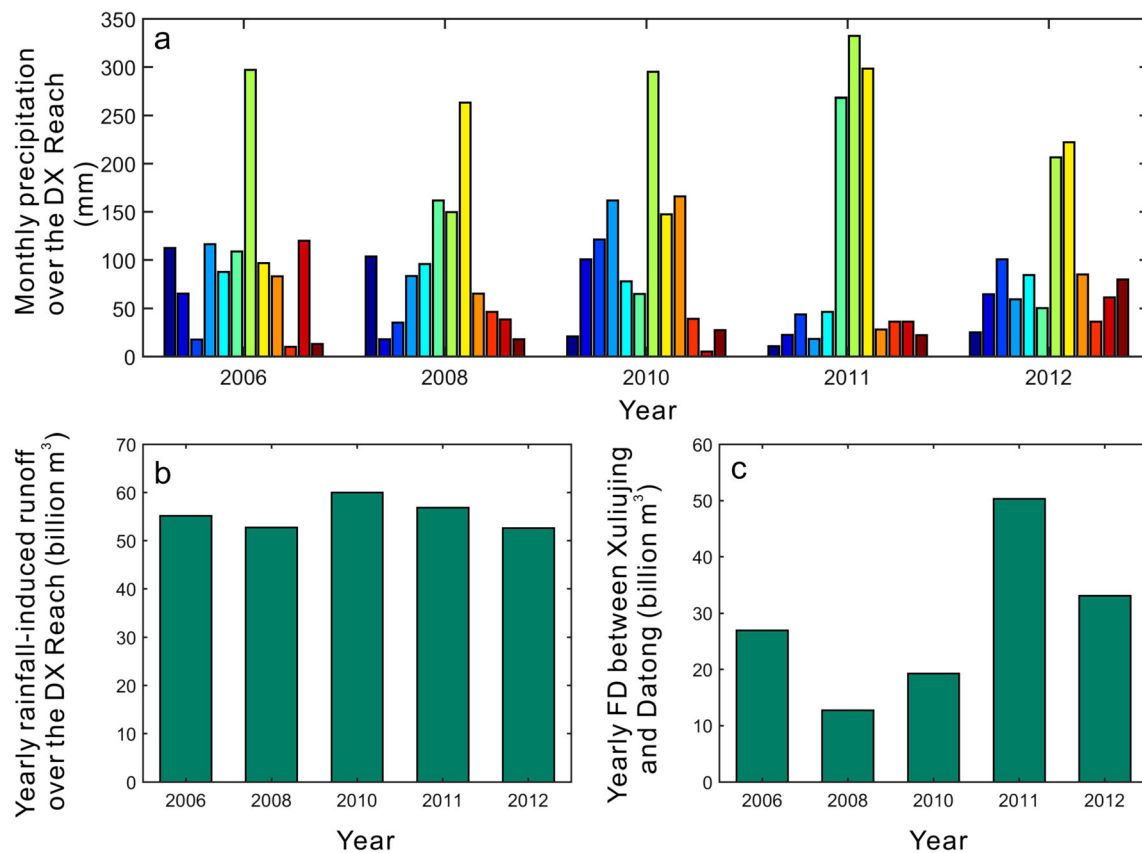 a
Monthly precipitation
over the DX Reach
(mm)
350
300
250
200
150
100
50
0
2006 2008 2010 2011 2012
Year
b
Yearly rainfall-induced runoff
over the DX Reach (billion m³)
70
60
50
40
30
20
10
0
2006 2008 2010 2011 2012
Year
c
Yearly FD between Xuliujing
and Datong (billion m³)
60
50
40
30
20
10
0
2006 2008 2010 2011 2012
Year